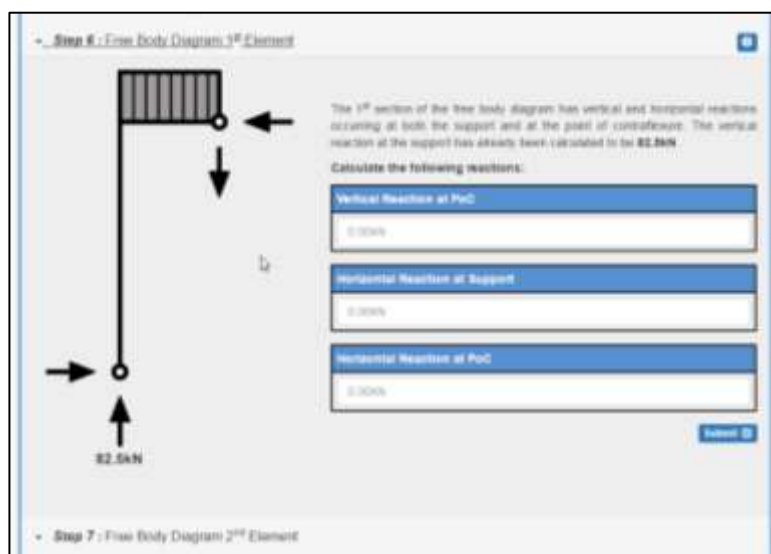 Step 6 : Free Body Diagram 1st Element
The 1st section of the free body diagram has vertical and horizontal reactions
occurring at both the support and at the point of contraflexure. The vertical
reaction at the support has already been calculated to be 82.5kN
Calculate the following reactions:
Vertical Reaction at PoC
0.00kN
Horizontal Reaction at Support
0.00kN
Horizontal Reaction at PoC
0.00kN
Submit
82.5kN
Step 7 : Free Body Diagram 2nd Element